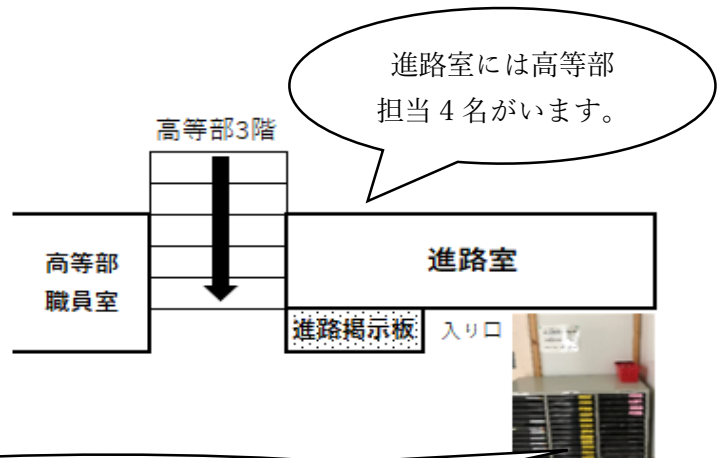 進路室には高等部
担当4名がいます。
高等部3階
高等部
職員室
進路室
進路掲示板
入り口